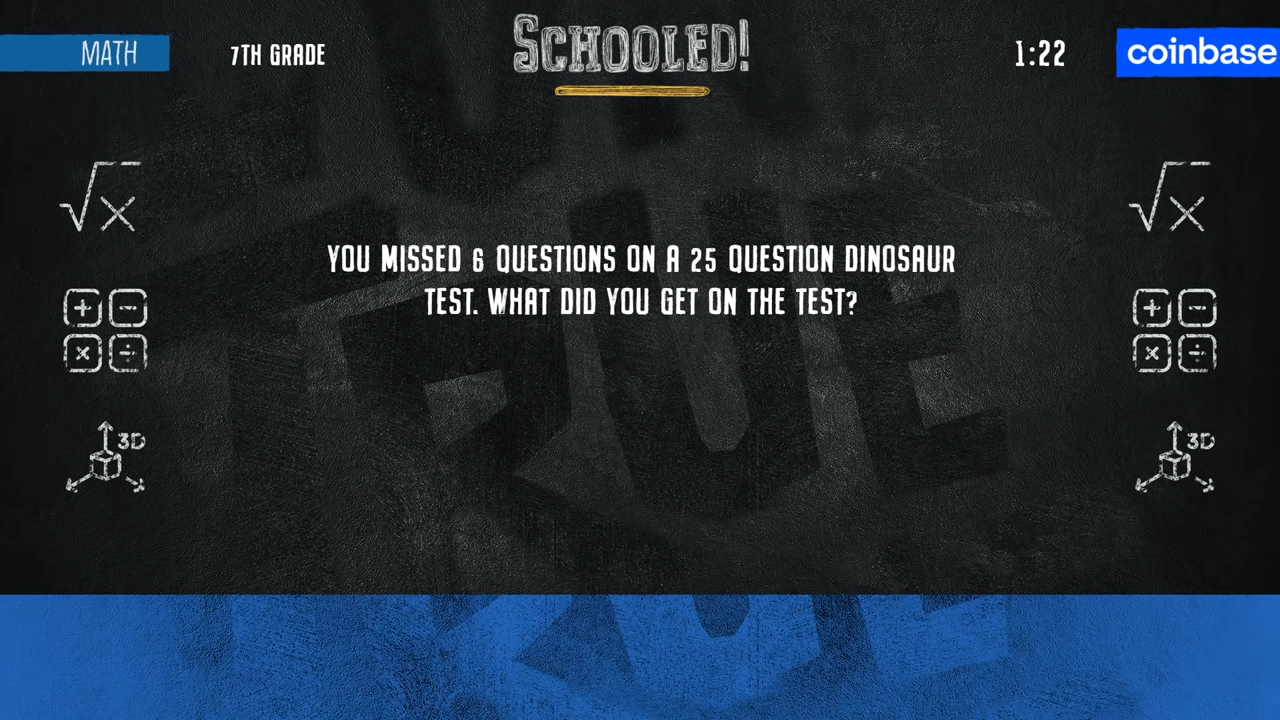 MATH
7TH GRADE
SCHOOLED!
1:22
coinbase
YOU MISSED 6 QUESTIONS ON A 25 QUESTION DINOSAUR
TEST. WHAT DID YOU GET ON THE TEST?
√X
√X
+ -
× ÷
+ -
× ÷
3D
3D
TRUE